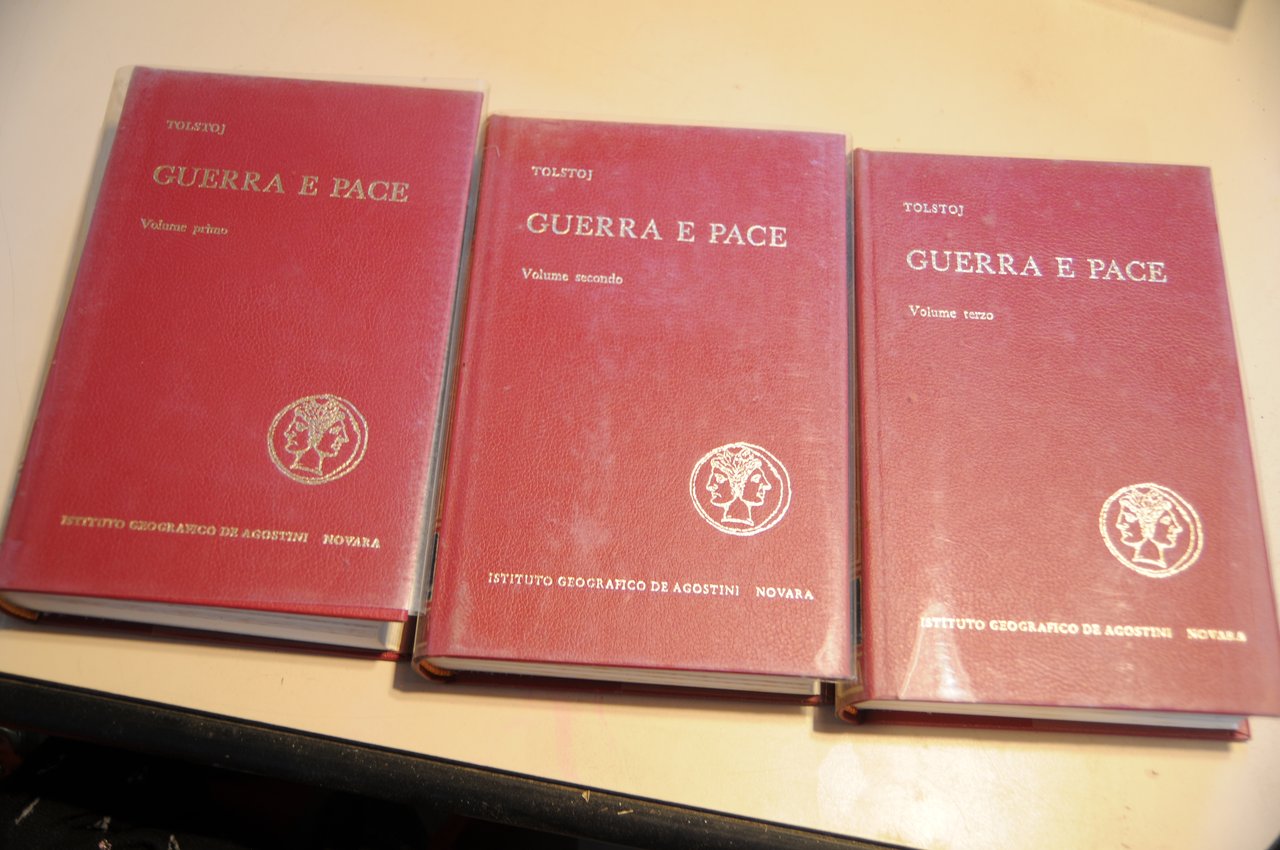 TOLSTOJ
GUERRA E PACE
Volume primo
ISTITUTO GEOGRAFICO DE AGOSTINI NOVARA
TOLSTOJ
GUERRA E PACE
Volume secondo
ISTITUTO GEOGRAFICO DE AGOSTINI NOVARA
TOLSTOJ
GUERRA E PACE
Volume terzo
ISTITUTO GEOGRAFICO DE AGOSTINI NOVARA